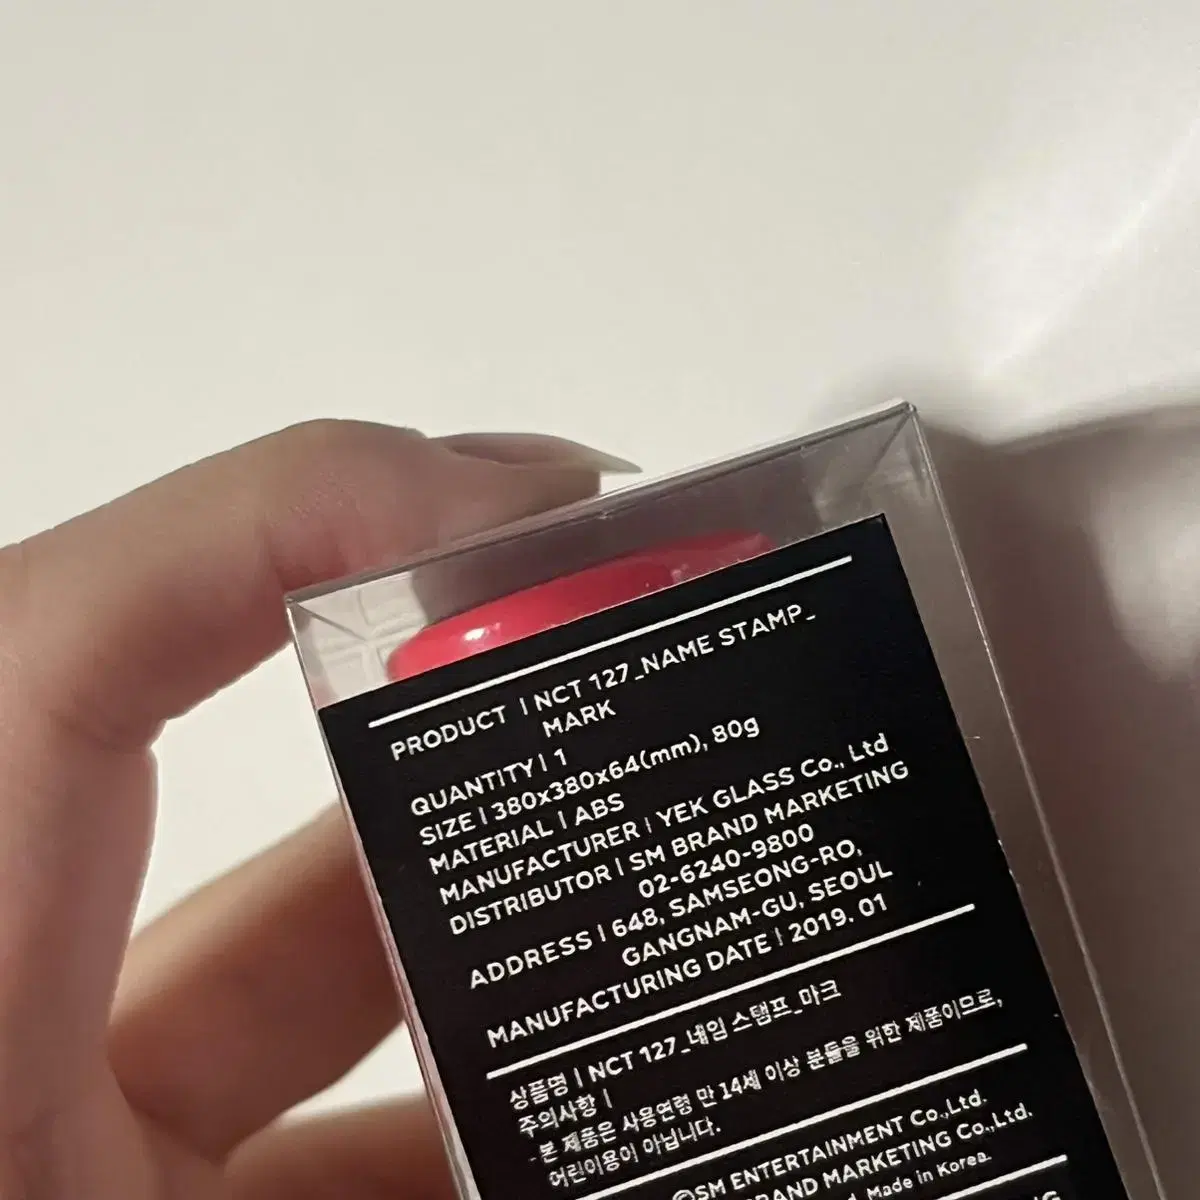 PRODUCT | NCT 127_NAME STAMP_
MARK
QUANTITY | 1
SIZE | 380x380x64(mm), 80g
MATERIAL | ABS
MANUFACTURER | YEK GLASS Co., Ltd
DISTRIBUTOR | SM BRAND MARKETING
02-6240-9800
ADDRESS | 648, SAMSEONG-RO,
GANGNAM-GU, SEOUL
MANUFACTURING DATE | 2019. 01
상품명 | NCT 127_네임 스탬프_마크
주의사항 |
-본 제품은 사용연령 만 14세 이상 분들을 위한 제품이므로,
어린이용이 아닙니다.
©SM ENTERTAINMENT Co.,Ltd.
MARKETING Co.,Ltd.
Made in Korea.